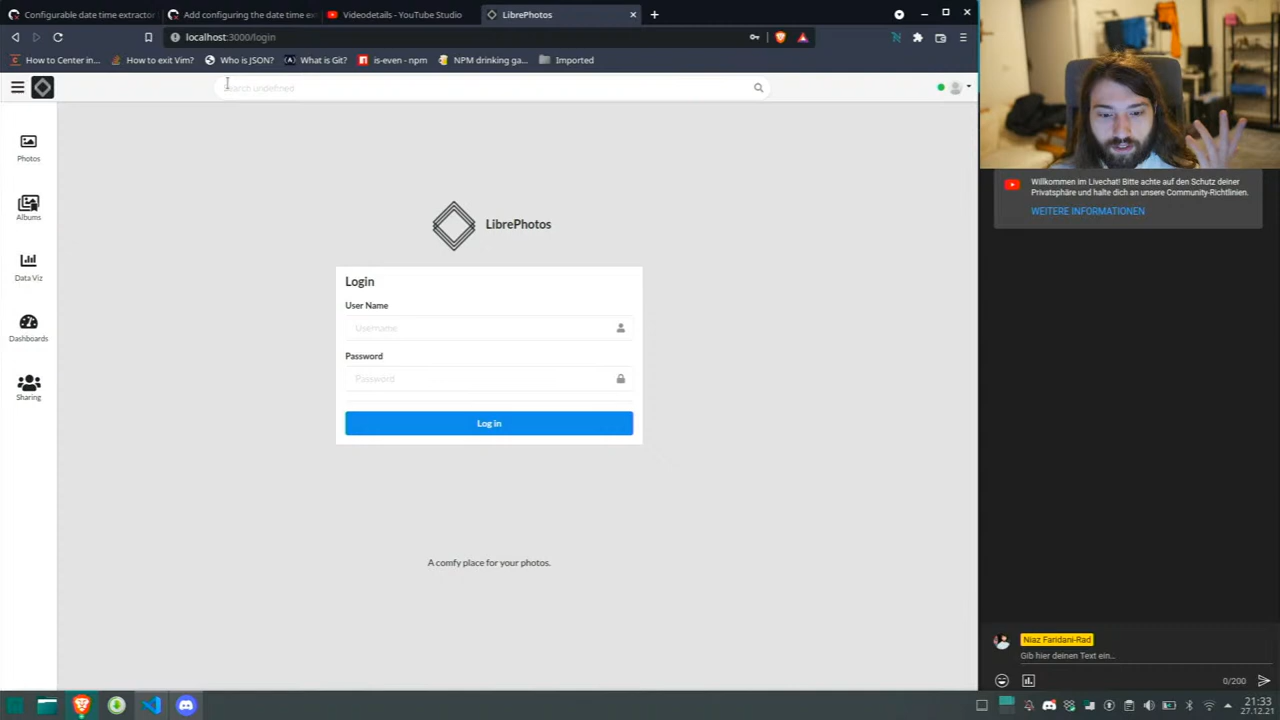 Configurable date time extractor
Add configuring the date time ex
Videodetails - YouTube Studio
LibrePhotos
localhost:3000/login
How to Center in...
How to exit Vim?
Who is JSON?
What is Git?
is-even - npm
NPM drinking ga...
Imported
Search undefined
Photos
Albums
Data Viz
Dashboards
Sharing
LibrePhotos
Login
User Name
Username
Password
Password
Log in
A comfy place for your photos.
Willkommen im Livechat! Bitte achte auf den Schutz deiner
Privatsphäre und halte dich an unsere Community-Richtlinien.
WEITERE INFORMATIONEN
Niaz Faridani-Rad
Gib hier deinen Text ein...
0/200
21:33
27.12.21